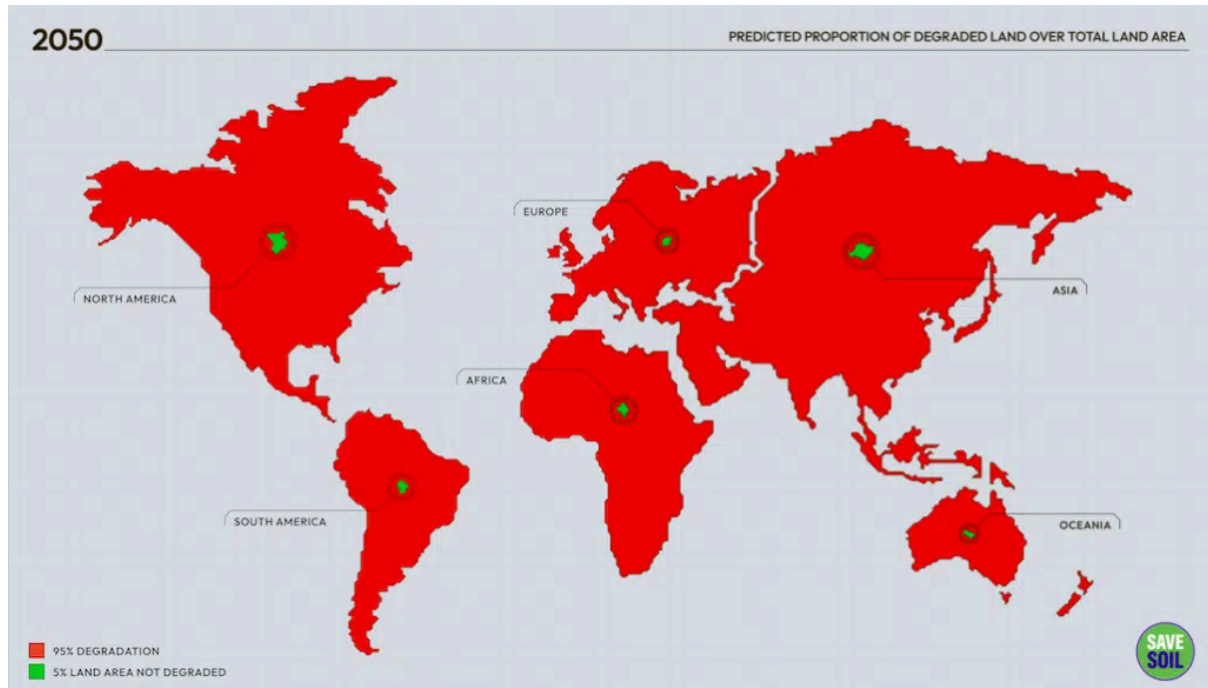 2050
PREDICTED PROPORTION OF DEGRADED LAND OVER TOTAL LAND AREA
EUROPE
NORTH AMERICA
ASIA
AFRICA
SOUTH AMERICA
OCEANIA
95% DEGRADATION
5% LAND AREA NOT DEGRADED
SAVE
SOIL